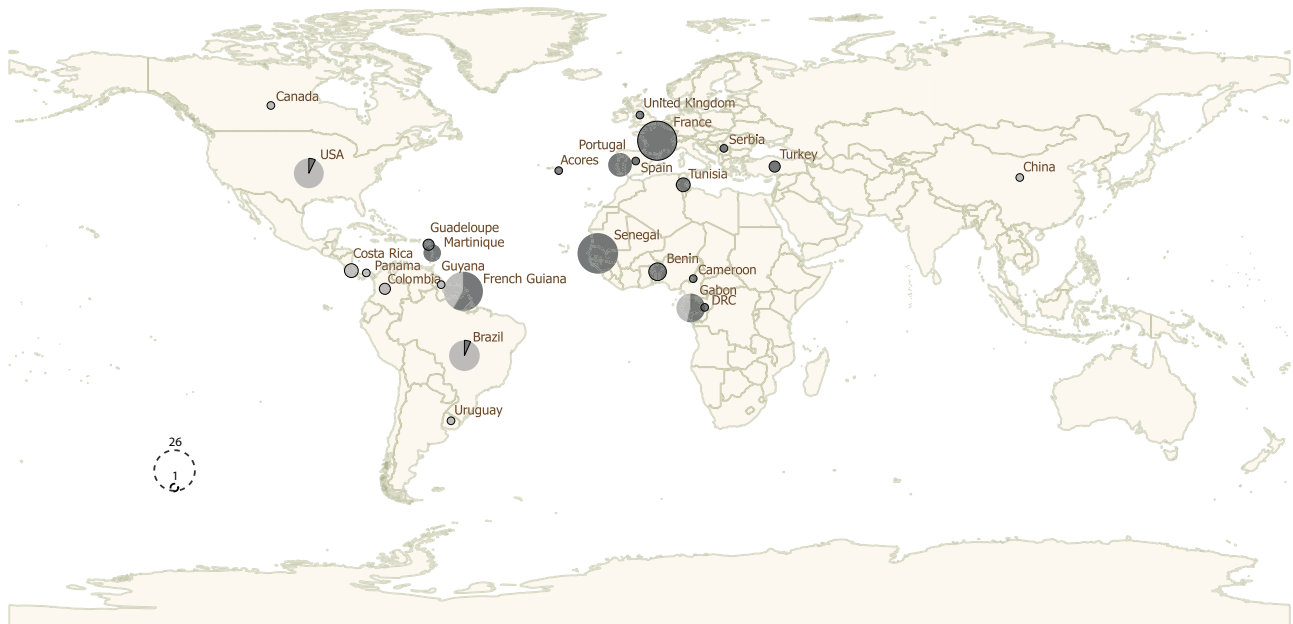 Canada
United Kingdom
France
USA
Portugal
Serbia
Turkey
Acores
Spain
Tunisia
China
Guadeloupe
Martinique
Senegal
Costa Rica
Panama
Guyana
Benin
Colombia
French Guiana
Cameroon
Gabon
DRC
Brazil
Uruguay
26
1